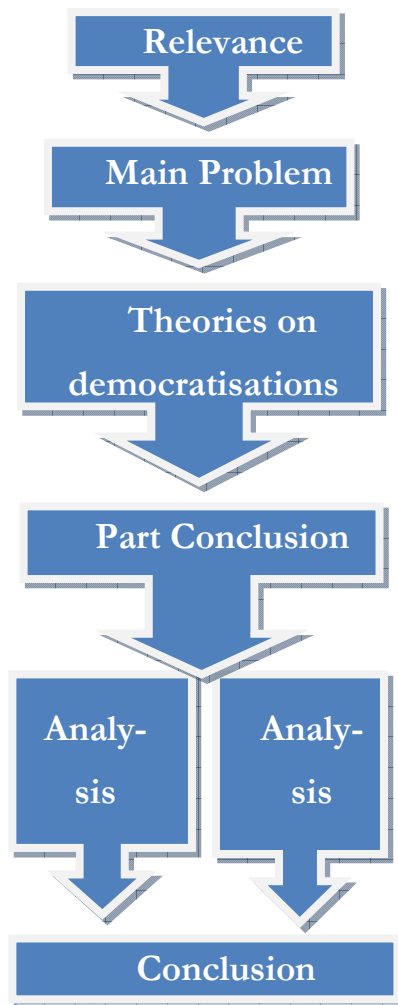 Relevance
Main Problem
Theories on
democratisations
Part Conclusion
Analy-
sis
Analy-
sis
Conclusion